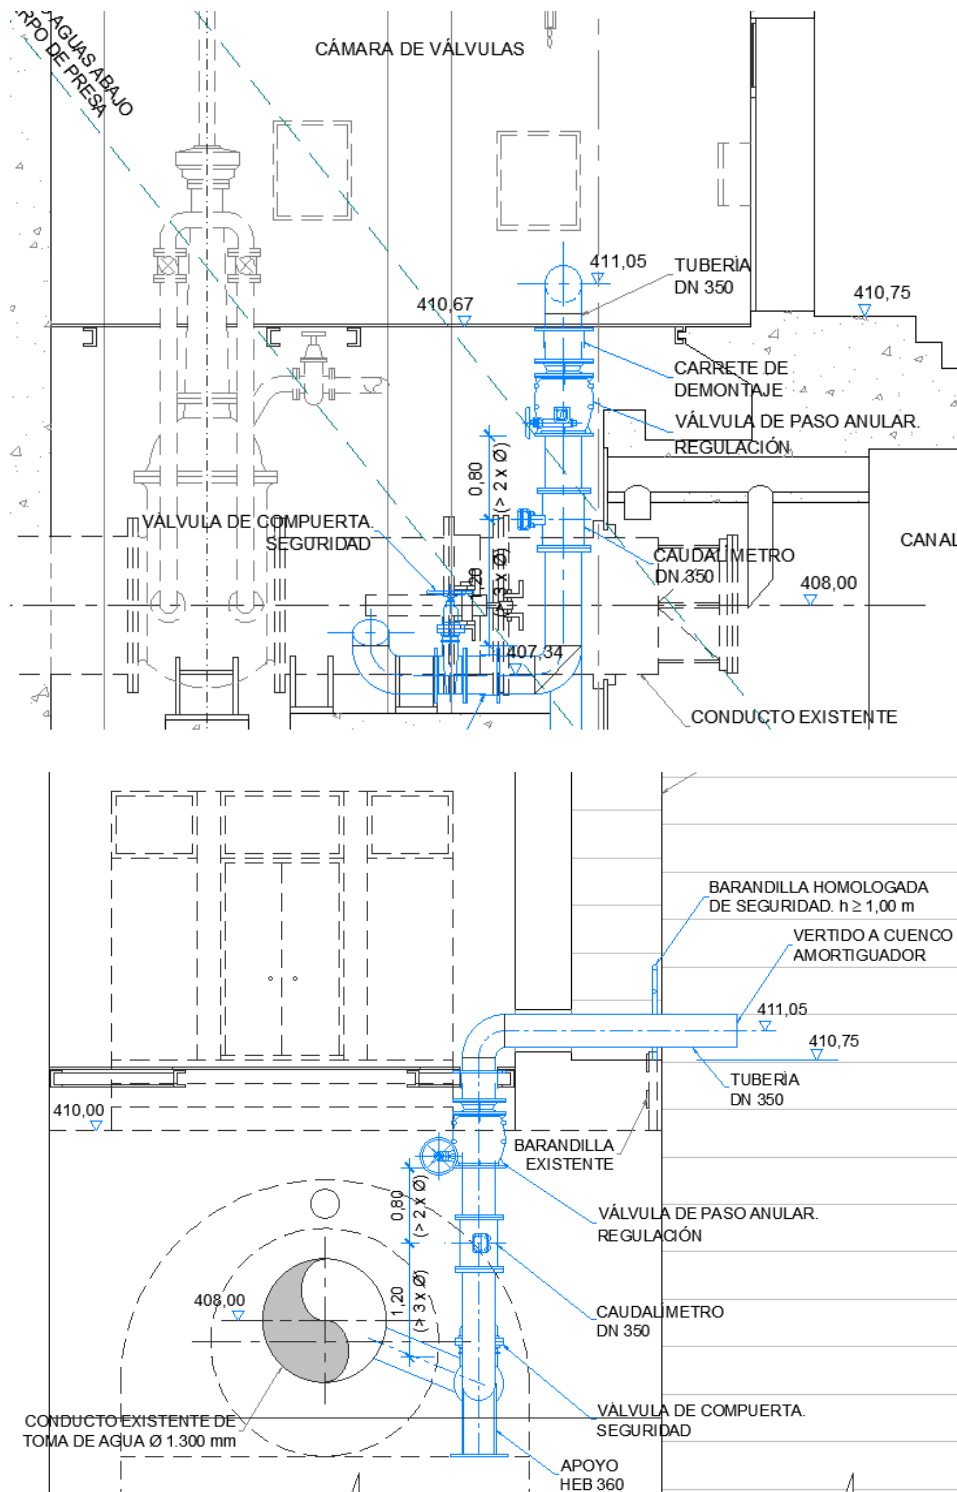 AGUAS ABAJO
RPO DE PRESA
CÁMARA DE VÁLVULAS
411,05
TUBERÍA
DN 350
410,67
410,75
CARRETE DE
DEMONTAJE
VÁLVULA DE PASO ANULAR.
REGULACIÓN
0,80
(> 2 x Ø)
VÁLVULA DE COMPUERTA.
SEGURIDAD
CANAL
CAUDALÍMETRO
DN 350
1,20
(> 3 x Ø)
408,00
407,34
CONDUCTO EXISTENTE
BARANDILLA HOMOLOGADA
DE SEGURIDAD. h ≥ 1,00 m
VERTIDO A CUENCO
AMORTIGUADOR
411,05
410,75
TUBERÍA
DN 350
410,00
BARANDILLA
EXISTENTE
0,80
(> 2 x Ø)
VÁLVULA DE PASO ANULAR.
REGULACIÓN
408,00
1,20
(> 3 x Ø)
CAUDALÍMETRO
DN 350
CONDUCTO EXISTENTE DE
TOMA DE AGUA Ø 1.300 mm
VÁLVULA DE COMPUERTA.
SEGURIDAD
APOYO
HEB 360